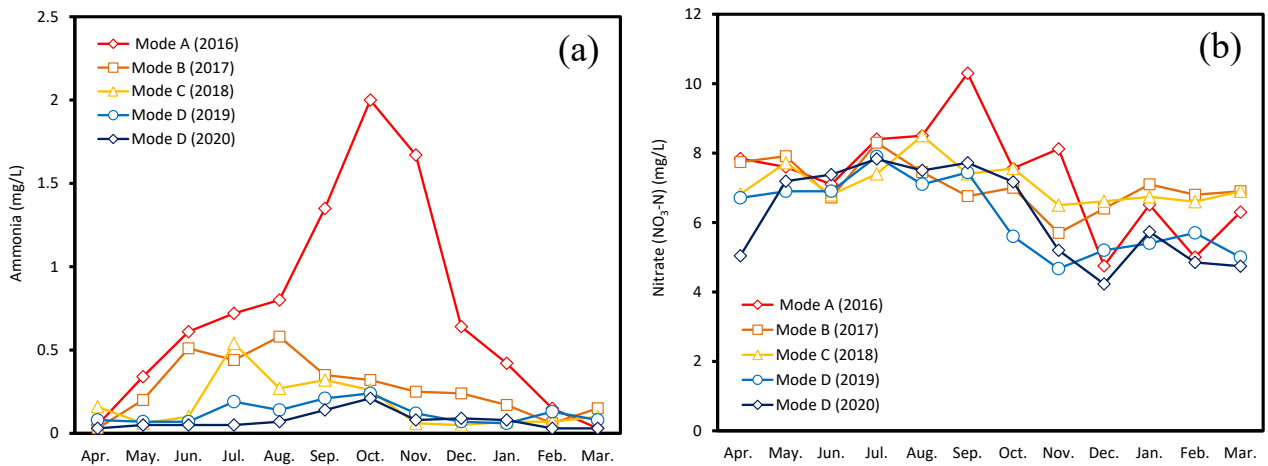 (a)
Ammonia (mg/L)
2.5
2
1.5
1
0.5
0
Mode A (2016)
Mode B (2017)
Mode C (2018)
Mode D (2019)
Mode D (2020)
Apr. May. Jun. Jul. Aug. Sep. Oct. Nov. Dec. Jan. Feb. Mar.
(b)
Nitrate (NO₃-N) (mg/L)
12
10
8
6
4
2
0
Mode A (2016)
Mode B (2017)
Mode C (2018)
Mode D (2019)
Mode D (2020)
Apr. May. Jun. Jul. Aug. Sep. Oct. Nov. Dec. Jan. Feb. Mar.